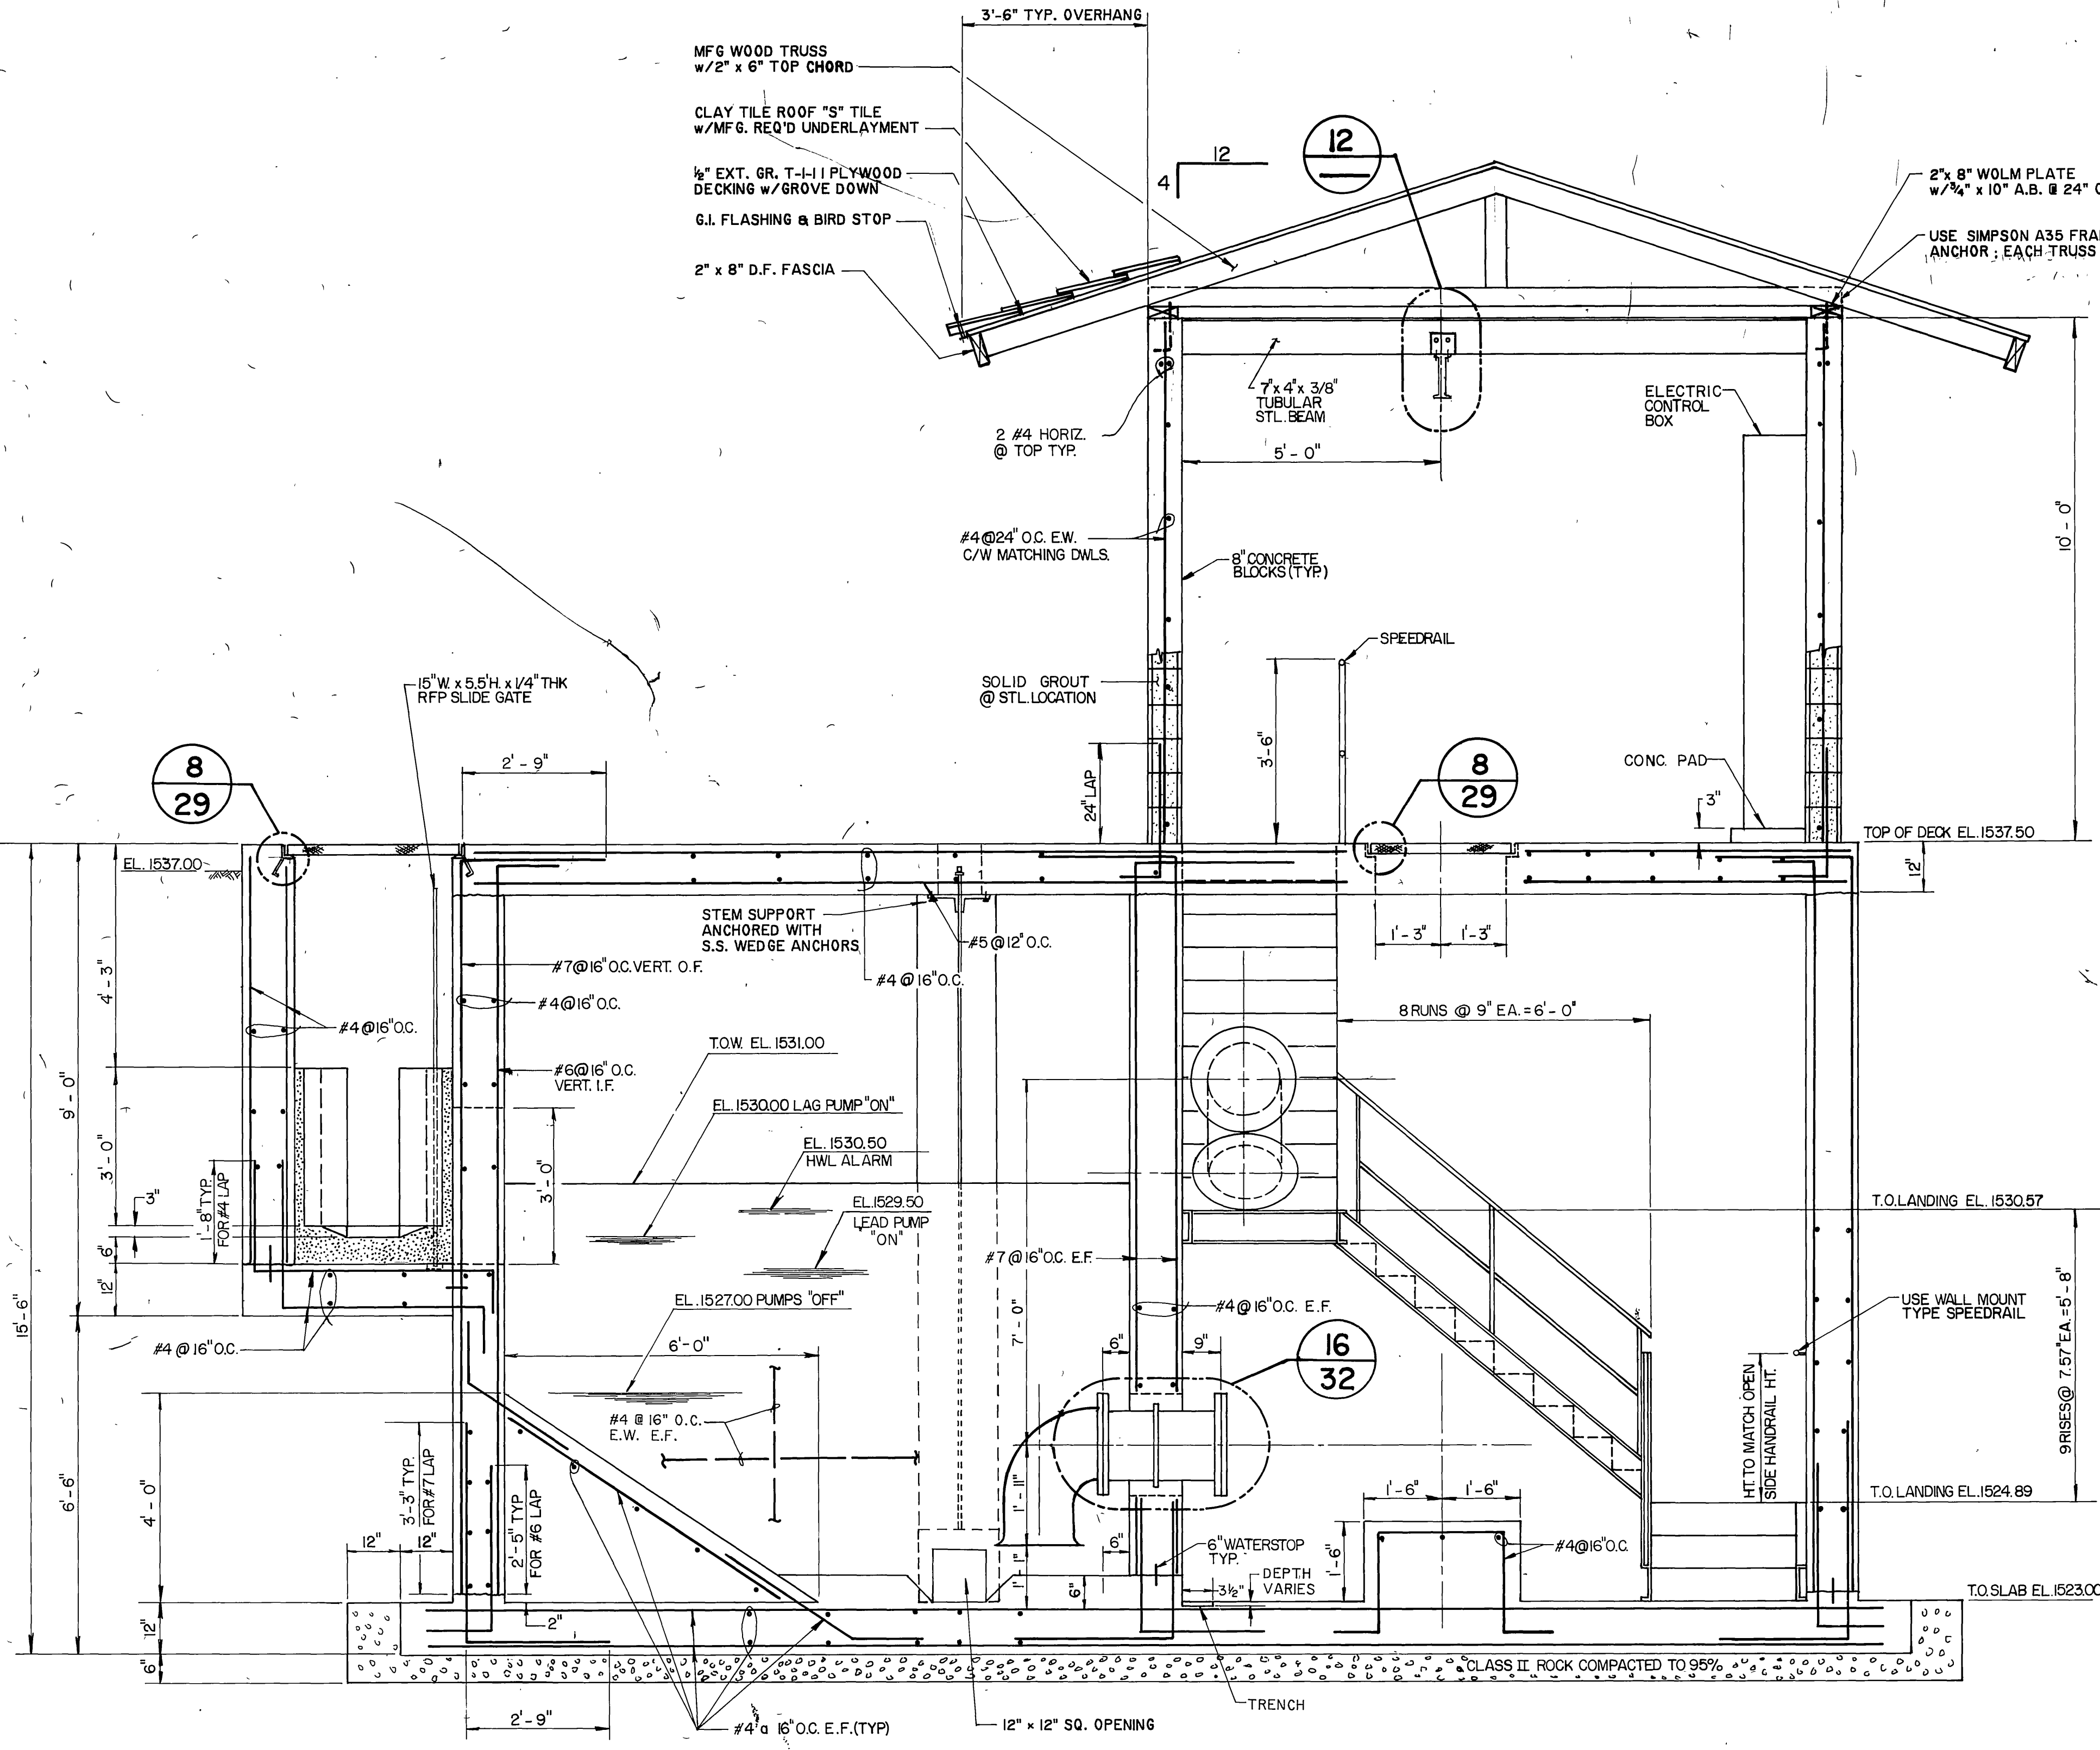 3'-6" TYP. OVERHANG
MFG WOOD TRUSS
w/2" x 6" TOP CHORD
CLAY TILE ROOF "S" TILE
w/MFG. REQ'D UNDERLAYMENT
½" EXT. GR. T-1-11 PLYWOOD
DECKING w/GROVE DOWN
G.I. FLASHING & BIRD STOP
2" x 8" D.F. FASCIA
12
4
12
2"x 8" WOLM PLATE
w/¾" x 10" A.B. @ 24"
USE SIMPSON A35
ANCHOR ; EACH TRUSS
7"x 4"x 3/8"
TUBULAR
STL. BEAM
ELECTRIC
CONTROL
BOX
2 #4 HORIZ.
@ TOP TYP.
5'-0"
10'-0"
#4@24" O.C. E.W.
C/W MATCHING DWLS.
8" CONCRETE
BLOCKS (TYP.)
SPEEDRAIL
15"W. x 5.5'H. x 1/4" THK
RFP SLIDE GATE
SOLID GROUT
@ STL. LOCATION
3'-6"
24" LAP
8
29
2'-9"
8
29
CONC. PAD
3"
TOP OF DECK EL. 1537.50
EL. 1537.00
12"
STEM SUPPORT
ANCHORED WITH
S.S. WEDGE ANCHORS
#5@12" O.C.
#4 @ 16" O.C.
1'-3"
1'-3"
#7@16" O.C. VERT. O.F.
#4@16" O.C.
#4@16" O.C.
4'-3"
8 RUNS @ 9" EA. = 6'-0"
T.O.W. EL. 1531.00
#6@16" O.C.
VERT. I.F.
EL. 1530.00 LAG PUMP "ON"
EL. 1530.50
HWL ALARM
9'-0"
3'-0"
3'-0"
3"
1'-8" TYP.
FOR #4 LAP
EL. 1529.50
LEAD PUMP
"ON"
T.O. LANDING EL. 1530.57
6"
12"
#7 @ 16" O.C. E.F.
EL. 1527.00 PUMPS "OFF"
#4@16" O.C. E.F.
7'-0"
USE WALL MOUNT
TYPE SPEEDRAIL
15'-6"
#4 @ 16" O.C.
6'-0"
6"
9"
16
32
9 RISES @ 7.57" EA. = 5'-8"
HT. TO MATCH OPEN
SIDE HANDRAIL HT.
#4 @ 16" O.C.
E.W. E.F.
6'-6"
4'-0"
3'-3" TYP.
FOR #7 LAP
2'-5" TYP
FOR #6 LAP
1'-11"
1'-6"
1'-6"
T.O. LANDING EL. 1524.89
12"
12"
6"
6" WATERSTOP
TYP.
#4@16" O.C.
1'-1"
6"
3½"
DEPTH
VARIES
1'-6"
T.O. SLAB EL. 1523.00
2"
12"
6"
CLASS II ROCK COMPACTED TO 95%
TRENCH
2'-9"
#4 @ 16" O.C. E.F. (TYP)
12" x 12" SQ. OPENING